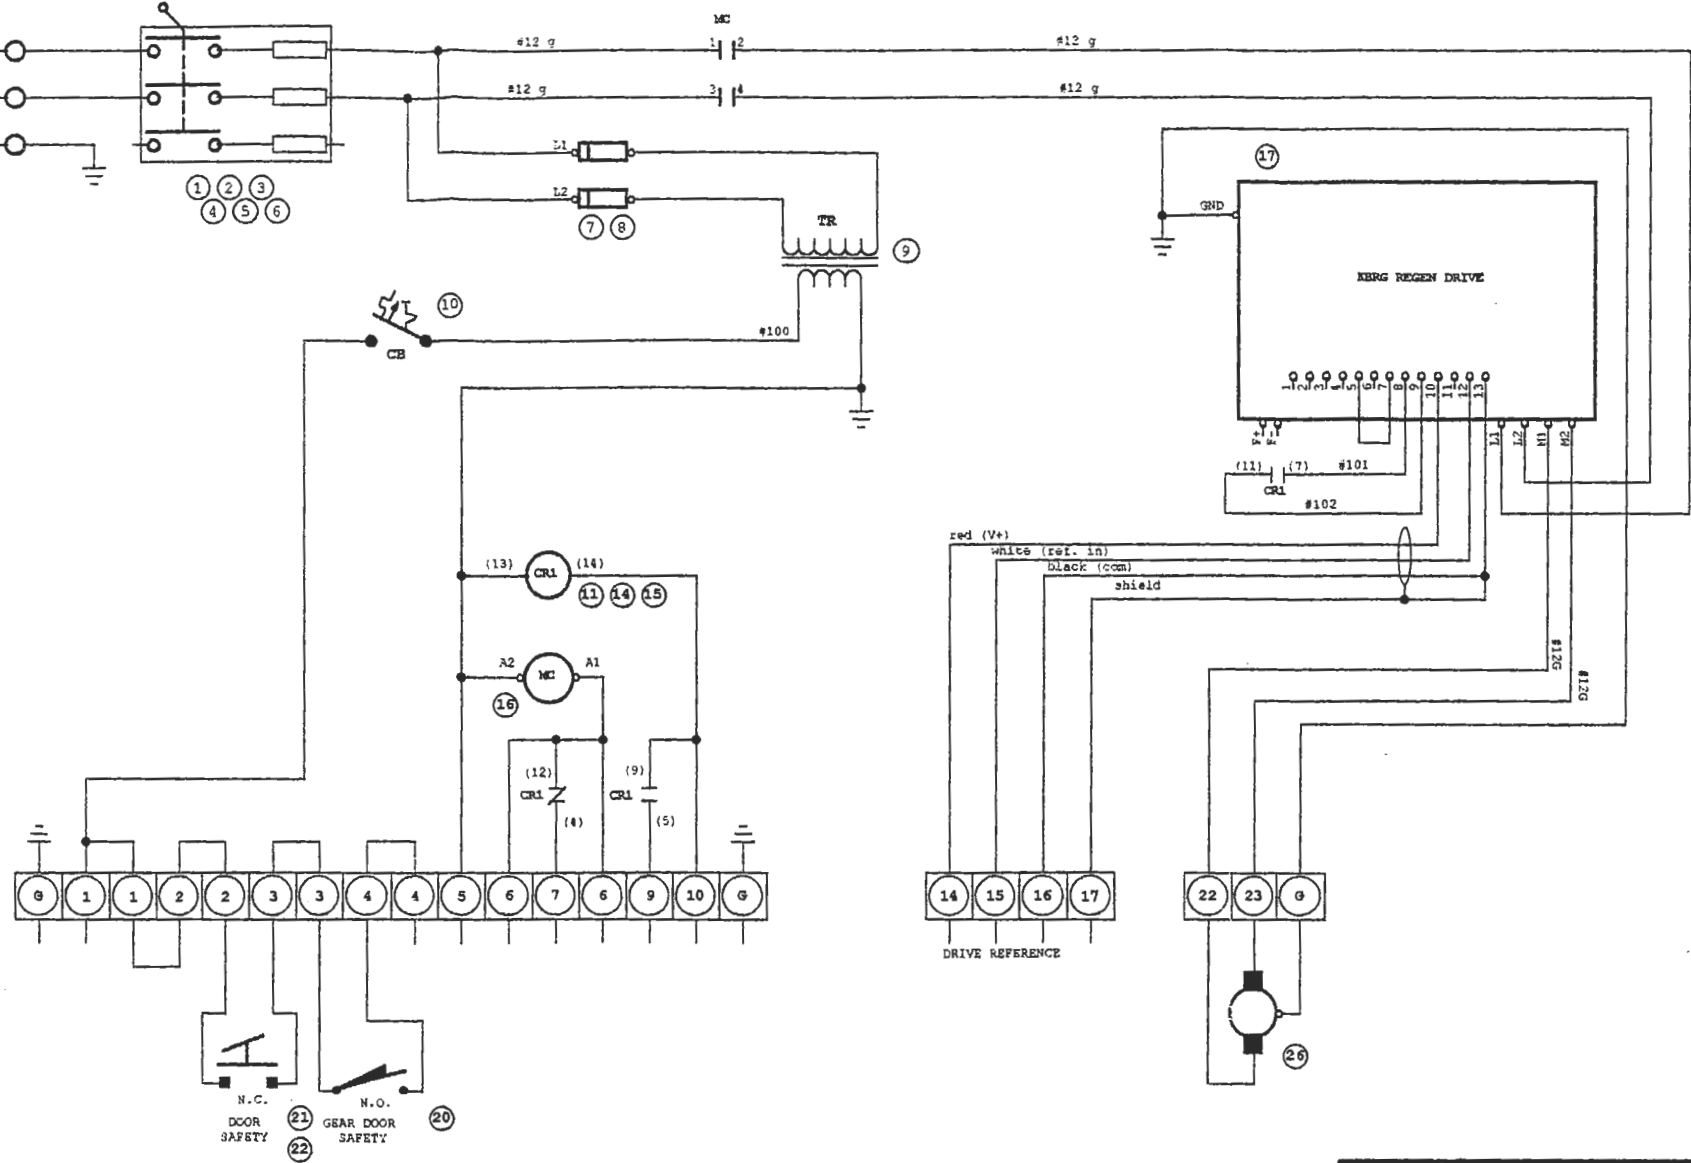 MC
#12 g
1
2
#12 g
#12 g
3
4
#12 g
L1
17
1 2 3
4 5 6
L2
GND
7 8
TR
9
KBRG REGEN DRIVE
10
#100
CB
1 2 3 4 5 6 7 8 9 10 11 12 13
L1 L2 M1 M2
(11) (7) #101
CR1
#102
red (V+)
white (ref. in)
black (com)
shield
(13) CR1 (14)
11 14 15
A2 MC A1
16
#12G
#12G
(12) (9)
CR1 CR1
(4) (5)
G 1 1 2 2 3 3 4 4 5 6 7 6 9 10 G
14 15 16 17
22 23 G
DRIVE REFERENCE
26
N.C.
N.O.
DOOR
SAFETY
21
22
GEAR DOOR
SAFETY
20